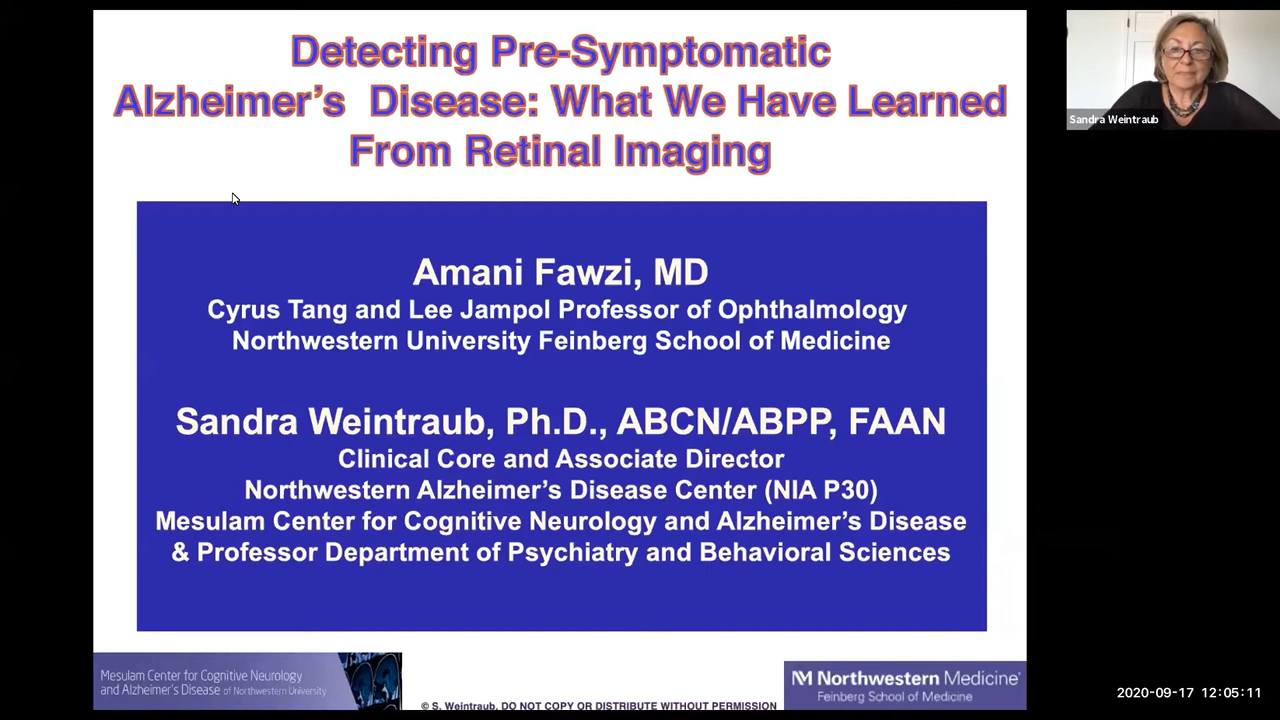 Detecting Pre-Symptomatic
Alzheimer's Disease: What We Have Learned
From Retinal Imaging
Sandra Weintraub
Amani Fawzi, MD
Cyrus Tang and Lee Jampol Professor of Ophthalmology
Northwestern University Feinberg School of Medicine
Sandra Weintraub, Ph.D., ABCN/ABPP, FAAN
Clinical Core and Associate Director
Northwestern Alzheimer's Disease Center (NIA P30)
Mesulam Center for Cognitive Neurology and Alzheimer's Disease
& Professor Department of Psychiatry and Behavioral Sciences
Mesulam Center for Cognitive Neurology
and Alzheimer's Disease of Northwestern University
© S. Weintraub, DO NOT COPY OR DISTRIBUTE WITHOUT PERMISSION
NM Northwestern Medicine®
Feinberg School of Medicine
2020-09-17 12:05:11